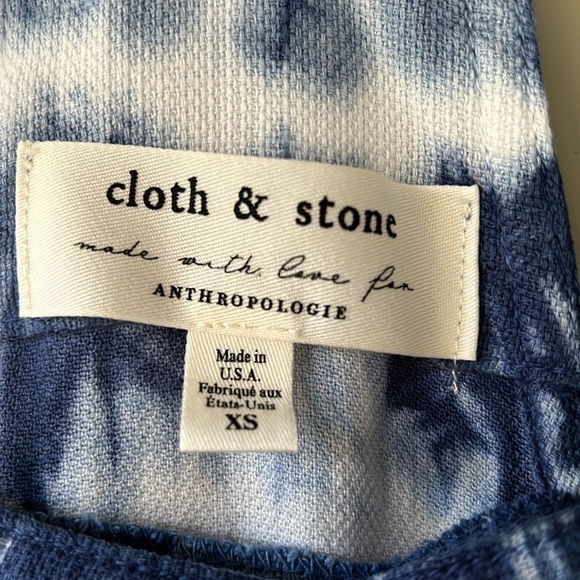 cloth & stone
made with love for
ANTHROPOLOGIE
Made in
U.S.A.
Fabriqué aux
États-Unis
XS